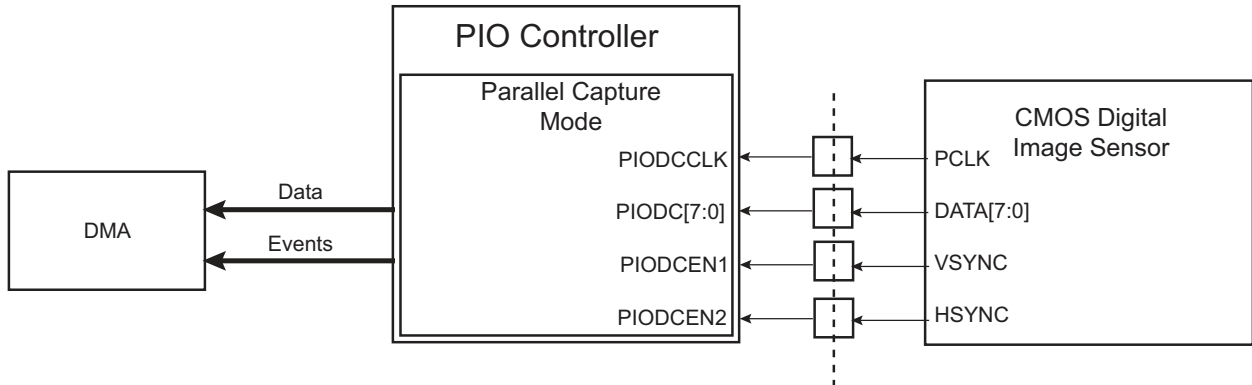 PIO Controller
Parallel Capture
Mode
PIODCCLK
PIODC[7:0]
PIODCEN1
PIODCEN2
Data
Events
DMA
CMOS Digital
Image Sensor
PCLK
DATA[7:0]
VSYNC
HSYNC